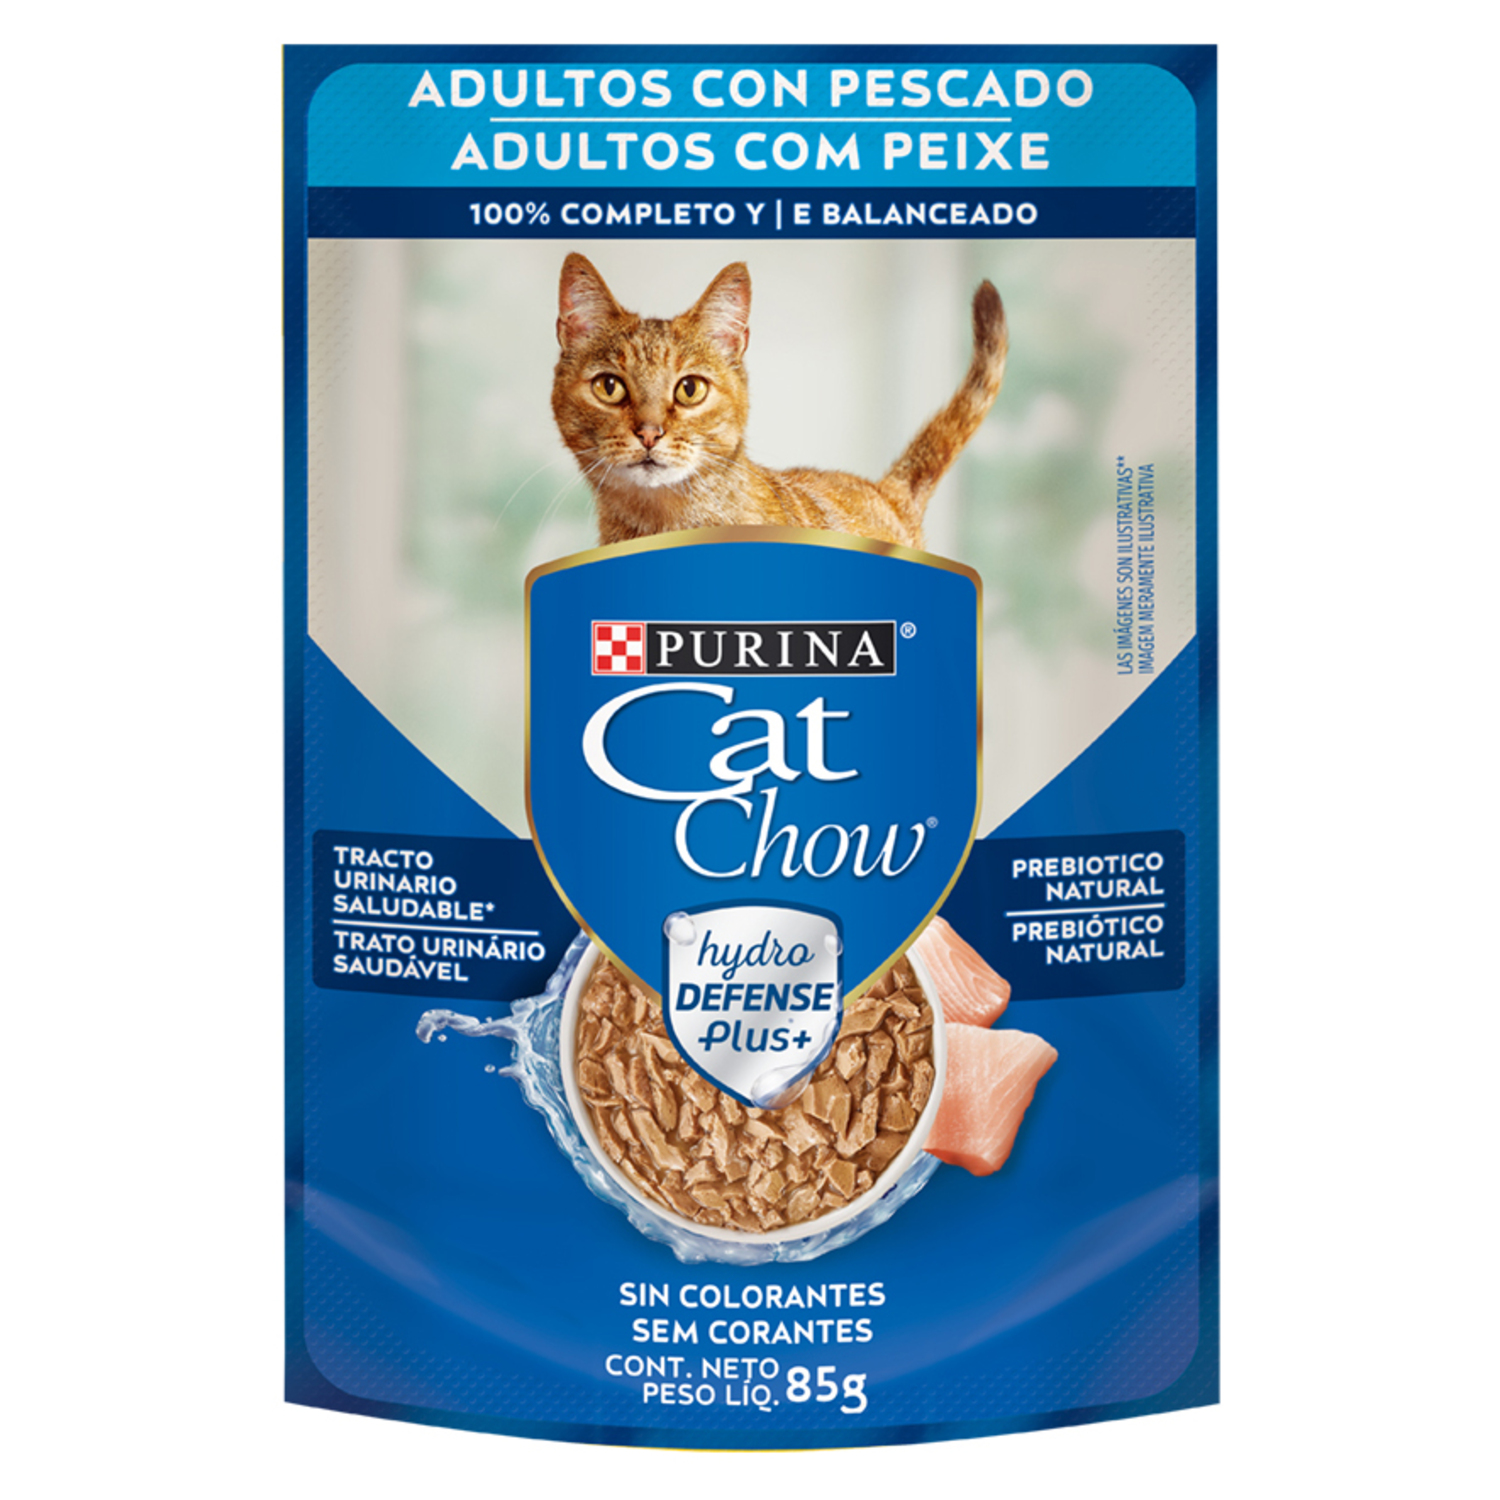 ADULTOS CON PESCADO
ADULTOS COM PEIXE
100% COMPLETO Y | E BALANCEADO
LAS IMÁGENES SON ILUSTRATIVAS**
IMAGEM MERAMENTE ILUSTRATIVA
PURINA®
Cat
Chow®
TRACTO
URINARIO
SALUDABLE*
TRATO URINÁRIO
SAUDÁVEL
PREBIOTICO
NATURAL
PREBIÓTICO
NATURAL
hydro
DEFENSE
Plus+
SIN COLORANTES
SEM CORANTES
CONT. NETO
PESO LÍQ. 85g